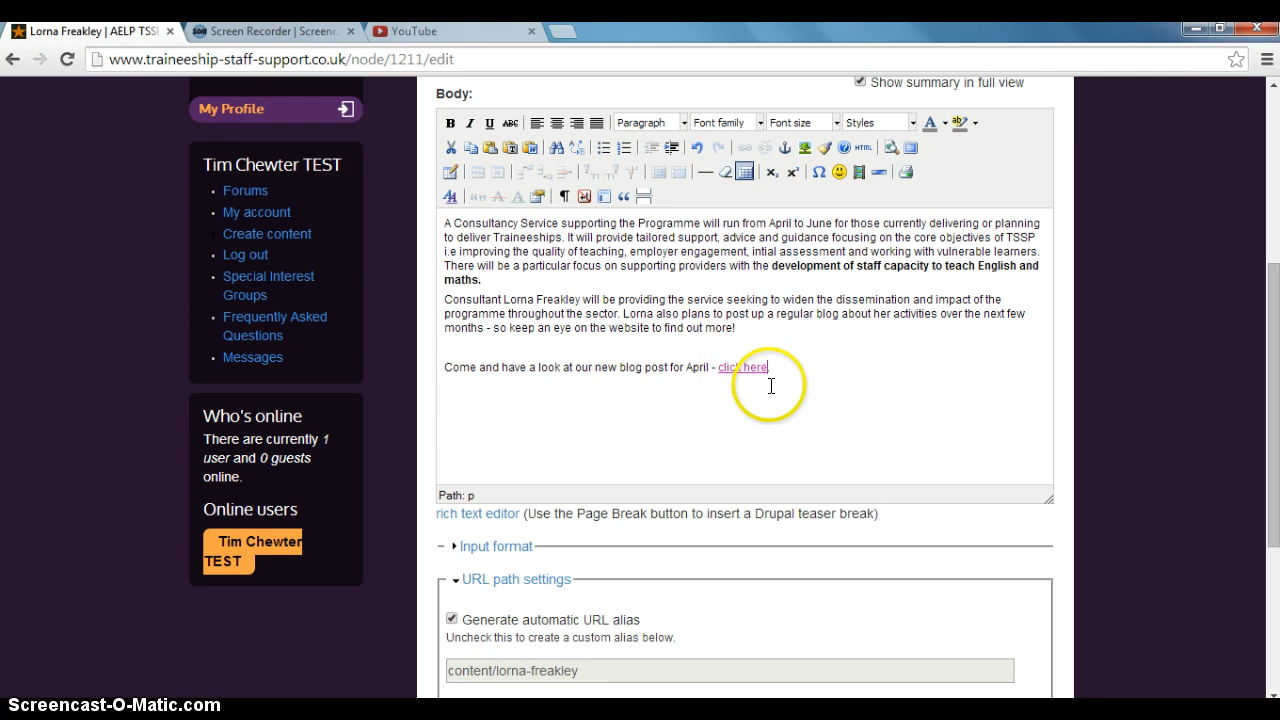 Lorna Freakley | AELP TSSI
Screen Recorder | Screenc
YouTube
www.traineeship-staff-support.co.uk/node/1211/edit
My Profile
Tim Chewter TEST
Forums
My account
Create content
Log out
Special Interest
Groups
Frequently Asked
Questions
Messages
Who's online
There are currently 1
user and 0 guests
online.
Online users
Tim Chewter
TEST
Show summary in full view
Body:
B I U ABC Paragraph Font family Font size Styles A ab
HTML
A Consultancy Service supporting the Programme will run from April to June for those currently delivering or planning
to deliver Traineeships. It will provide tailored support, advice and guidance focusing on the core objectives of TSSP
i.e improving the quality of teaching, employer engagement, intial assessment and working with vulnerable learners.
There will be a particular focus on supporting providers with the development of staff capacity to teach English and
maths.
Consultant Lorna Freakley will be providing the service seeking to widen the dissemination and impact of the
programme throughout the sector. Lorna also plans to post up a regular blog about her activities over the next few
months - so keep an eye on the website to find out more!
Come and have a look at our new blog post for April - click here.
Path: p
rich text editor (Use the Page Break button to insert a Drupal teaser break)
Input format
URL path settings
Generate automatic URL alias
Uncheck this to create a custom alias below.
content/lorna-freakley
Screencast-O-Matic.com